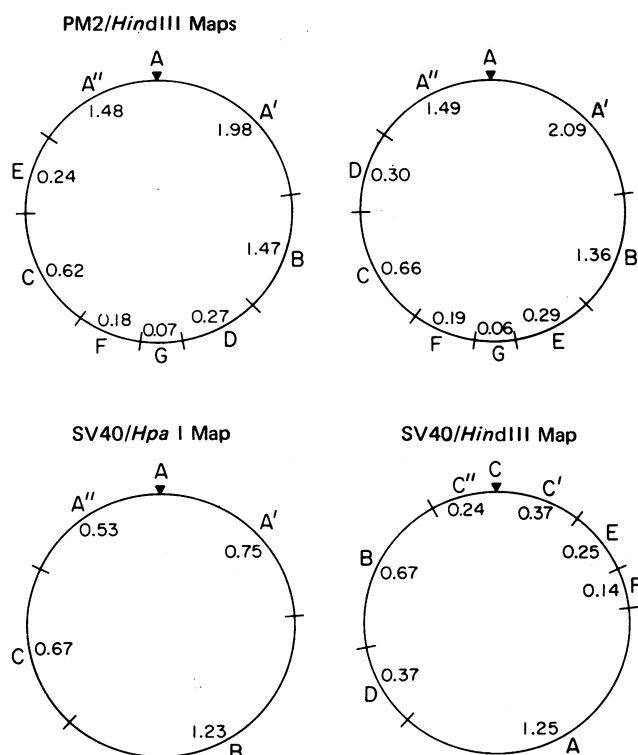 PM2/HindIII Maps
A
A"
A'
1.48
1.98
E
0.24
1.47
B
C
0.62
0.18
0.07
0.27
F
G
D
A
A"
A'
1.49
2.09
D
0.30
1.36
B
C
0.66
0.19
0.06
0.29
F
G
E
SV40/Hpa I Map
A
A"
A'
0.53
0.75
C
0.67
1.23
B
SV40/HindIII Map
C
C"
C'
0.24
0.37
E
0.25
B
0.67
0.14
F
D
0.37
1.25
A